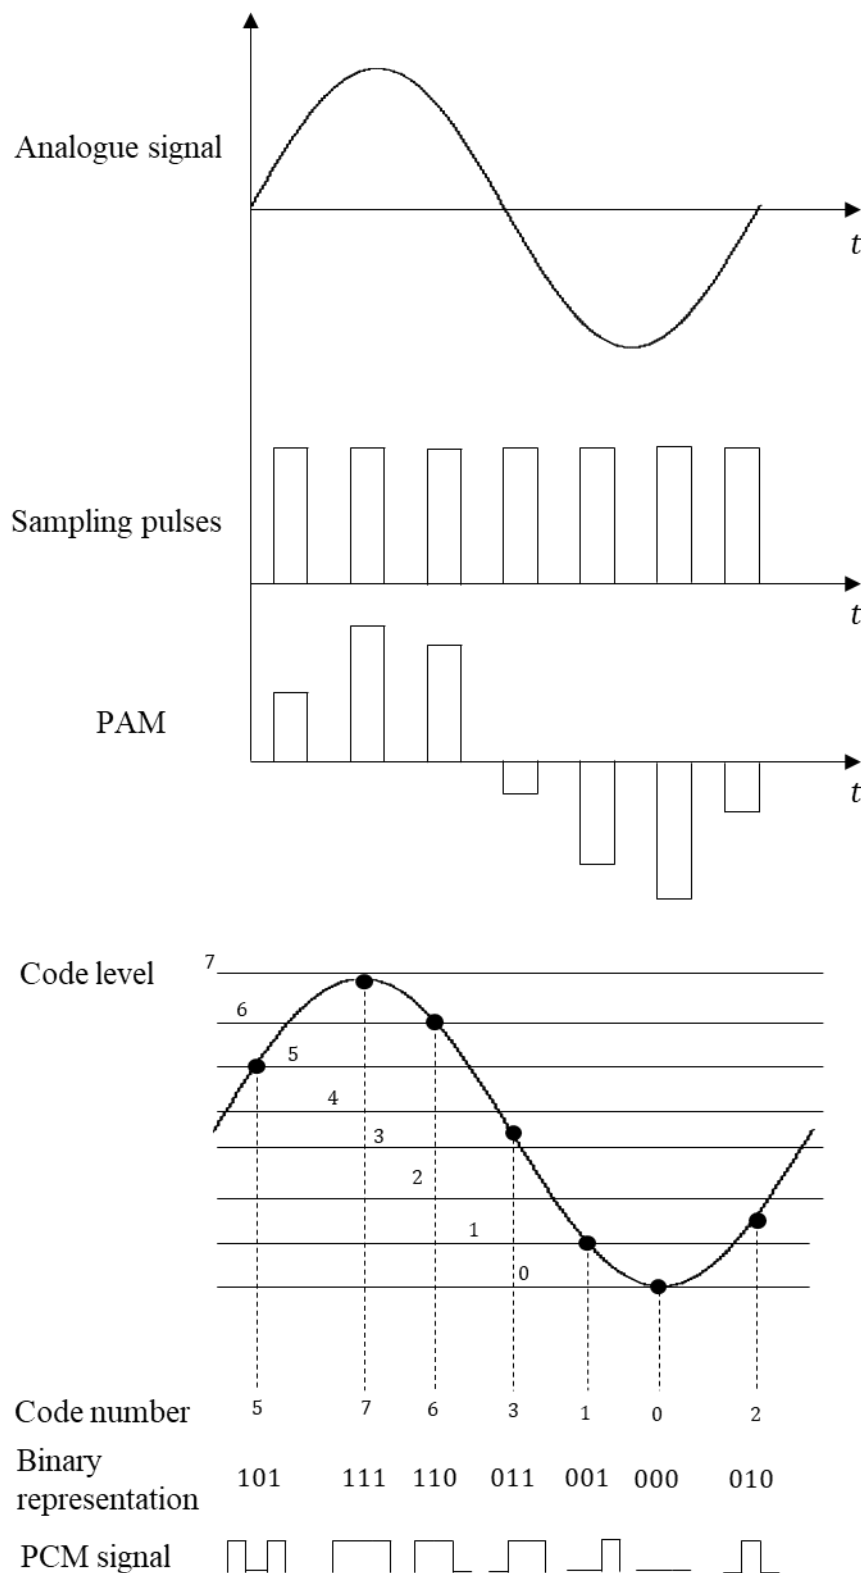 Analogue signal
t
Sampling pulses
t
PAM
t
Code level
7
6
5
4
3
2
1
0
Code number 5 7 6 3 1 0 2
Binary
representation 101 111 110 011 001 000 010
PCM signal